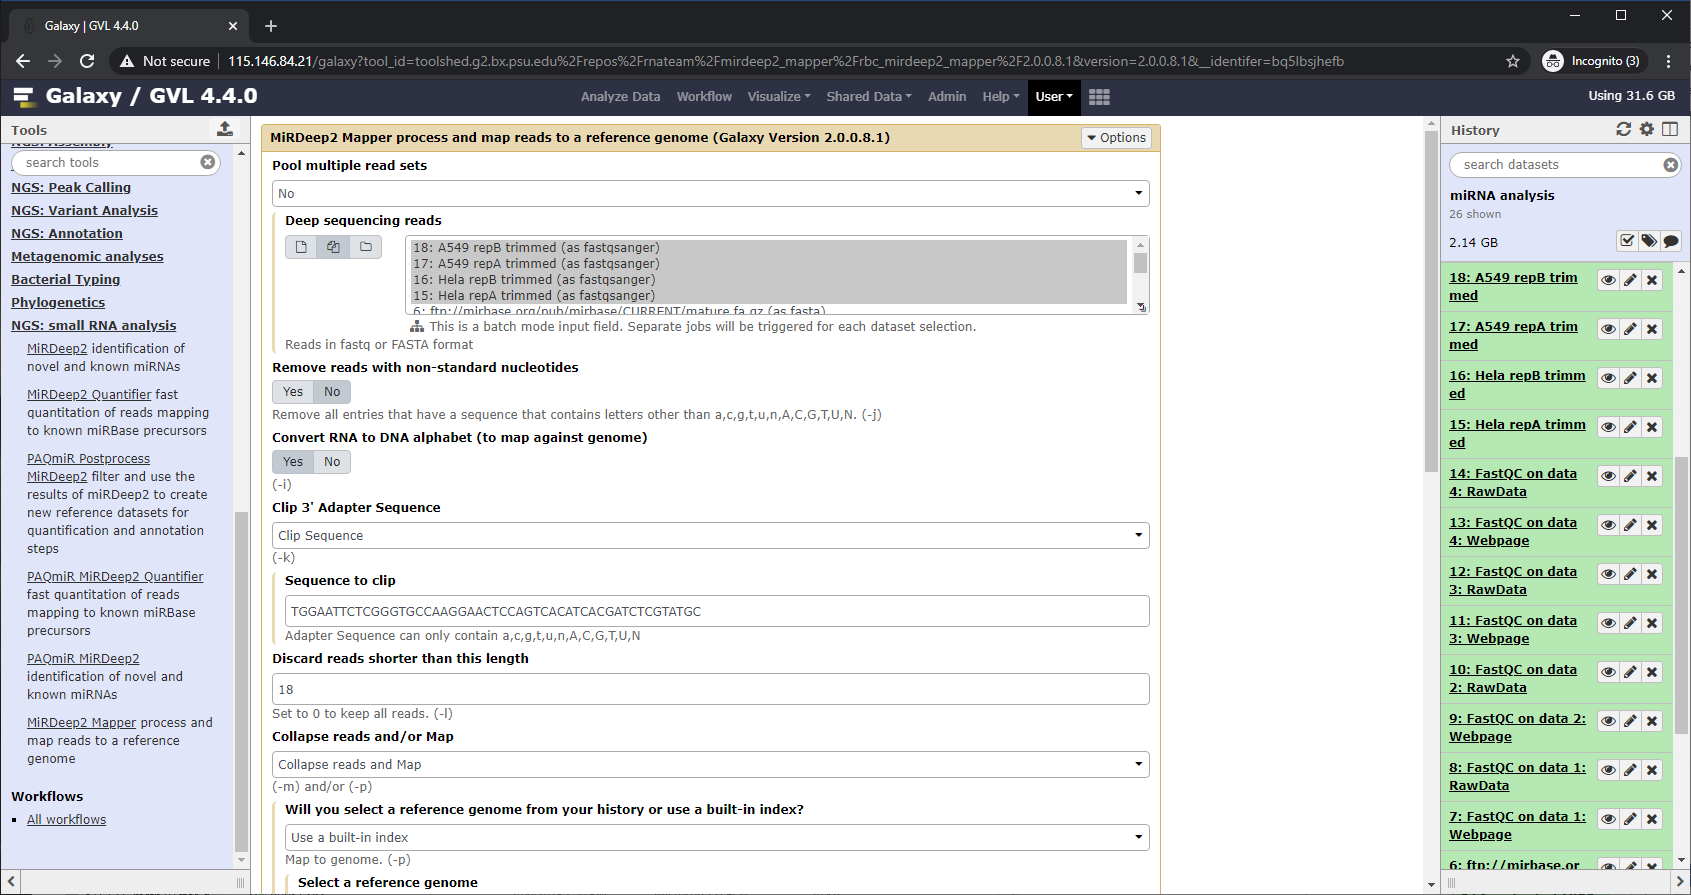 Galaxy | GVL 4.4.0
Not secure
115.146.84.21/galaxy?tool_id=toolshed.g2.bx.psu.edu%2Frepos%2Frnateam%2Fmirdeep2_mapper%2Frbc_mirdeep2_mapper%2F2.0.0.8.1&version=2.0.0.8.1&__identifer=bq5lbsjhefb
Incognito (3)
Galaxy / GVL 4.4.0
Analyze Data
Workflow
Visualize
Shared Data
Admin
Help
User
Using 31.6 GB
Tools
NGS: Assembly
search tools
NGS: Peak Calling
NGS: Variant Analysis
NGS: Annotation
Metagenomic analyses
Bacterial Typing
Phylogenetics
NGS: small RNA analysis
MiRDeep2 identification of
novel and known miRNAs
MiRDeep2 Quantifier fast
quantitation of reads mapping
to known miRBase precursors
PAQmiR Postprocess
MiRDeep2 filter and use the
results of miRDeep2 to create
new reference datasets for
quantification and annotation
steps
PAQmiR MiRDeep2 Quantifier
fast quantitation of reads
mapping to known miRBase
precursors
PAQmiR MiRDeep2
identification of novel and
known miRNAs
MiRDeep2 Mapper process and
map reads to a reference
genome
Workflows
All workflows
MiRDeep2 Mapper process and map reads to a reference genome (Galaxy Version 2.0.0.8.1)
Options
Pool multiple read sets
No
Deep sequencing reads
18: A549 repB trimmed (as fastqsanger)
17: A549 repA trimmed (as fastqsanger)
16: Hela repB trimmed (as fastqsanger)
15: Hela repA trimmed (as fastqsanger)
6: ftp://mirbase.org/pub/mirbase/CURRENT/mature.fa.gz (as fasta)
This is a batch mode input field. Separate jobs will be triggered for each dataset selection.
Reads in fastq or FASTA format
Remove reads with non-standard nucleotides
Yes No
Remove all entries that have a sequence that contains letters other than a,c,g,t,u,n,A,C,G,T,U,N. (-j)
Convert RNA to DNA alphabet (to map against genome)
Yes No
(-i)
Clip 3' Adapter Sequence
Clip Sequence
(-k)
Sequence to clip
TGGAATTCTCGGGTGCCAAGGAACTCCAGTCACATCACGATCTCGTATGC
Adapter Sequence can only contain a,c,g,t,u,n,A,C,G,T,U,N
Discard reads shorter than this length
18
Set to 0 to keep all reads. (-l)
Collapse reads and/or Map
Collapse reads and Map
(-m) and/or (-p)
Will you select a reference genome from your history or use a built-in index?
Use a built-in index
Map to genome. (-p)
Select a reference genome
History
search datasets
miRNA analysis
26 shown
2.14 GB
18: A549 repB trim
med
17: A549 repA trim
med
16: Hela repB trimm
ed
15: Hela repA trimm
ed
14: FastQC on data
4: RawData
13: FastQC on data
4: Webpage
12: FastQC on data
3: RawData
11: FastQC on data
3: Webpage
10: FastQC on data
2: RawData
9: FastQC on data 2:
Webpage
8: FastQC on data 1:
RawData
7: FastQC on data 1:
Webpage
6: ftp://mirbase.or